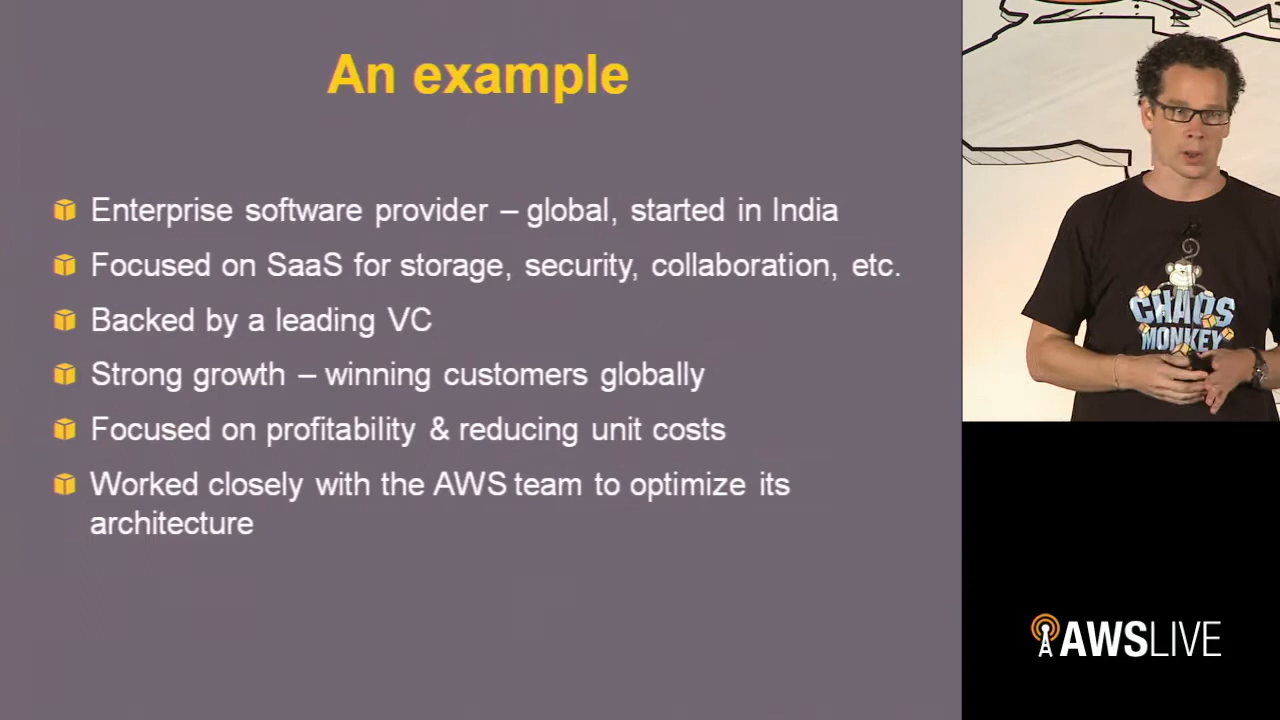 An example
Enterprise software provider – global, started in India
Focused on SaaS for storage, security, collaboration, etc.
Backed by a leading VC
Strong growth – winning customers globally
Focused on profitability & reducing unit costs
Worked closely with the AWS team to optimize its
architecture
CHAOS
MONKEY
AWSLIVE